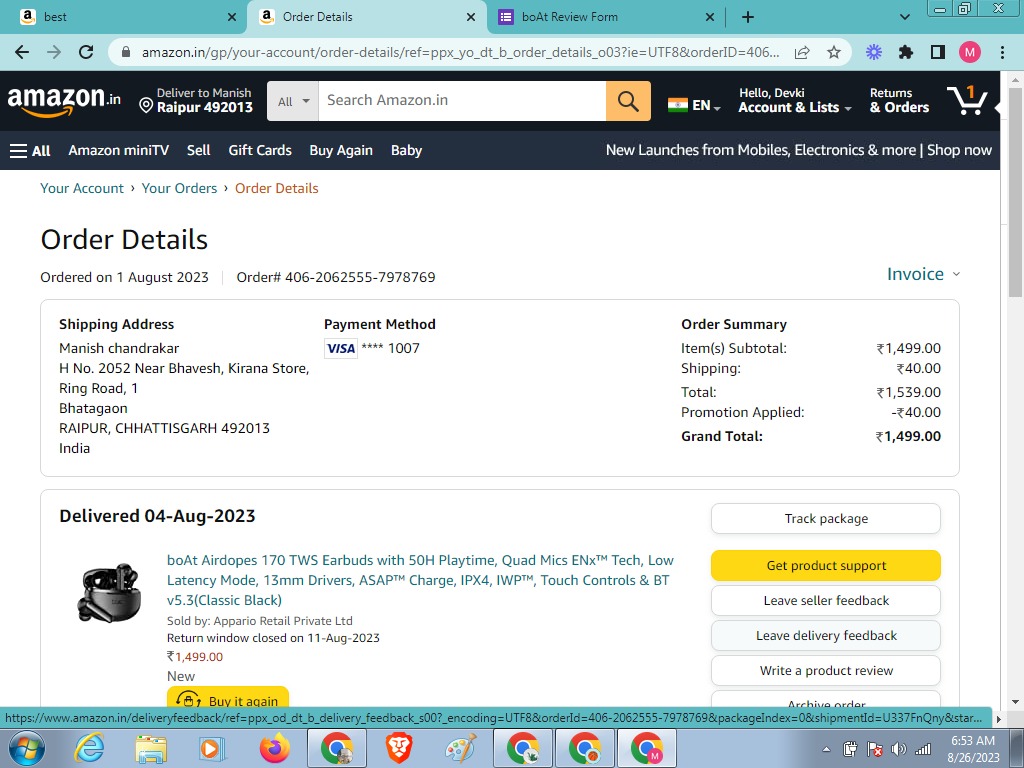 best
Order Details
boAt Review Form
amazon.in/gp/your-account/order-details/ref=ppx_yo_dt_b_order_details_o03?ie=UTF8&orderID=406...
M
amazon.in
Deliver to Manish
Raipur 492013
All
Search Amazon.in
EN
Hello, Devki
Account & Lists
Returns
& Orders
1
All
Amazon miniTV
Sell
Gift Cards
Buy Again
Baby
New Launches from Mobiles, Electronics & more | Shop now
Your Account › Your Orders › Order Details
Order Details
Ordered on 1 August 2023
Order# 406-2062555-7978769
Invoice
Shipping Address
Manish chandrakar
H No. 2052 Near Bhavesh, Kirana Store,
Ring Road, 1
Bhatagaon
RAIPUR, CHHATTISGARH 492013
India
Payment Method
VISA **** 1007
Order Summary
Item(s) Subtotal: ₹1,499.00
Shipping: ₹40.00
Total: ₹1,539.00
Promotion Applied: -₹40.00
Grand Total: ₹1,499.00
Delivered 04-Aug-2023
boAt Airdopes 170 TWS Earbuds with 50H Playtime, Quad Mics ENx™ Tech, Low
Latency Mode, 13mm Drivers, ASAP™ Charge, IPX4, IWP™, Touch Controls & BT
v5.3(Classic Black)
Sold by: Appario Retail Private Ltd
Return window closed on 11-Aug-2023
₹1,499.00
New
Buy it again
Track package
Get product support
Leave seller feedback
Leave delivery feedback
Write a product review
Archive order
https://www.amazon.in/deliveryfeedback/ref=ppx_od_dt_b_delivery_feedback_s00?_encoding=UTF8&orderId=406-2062555-7978769&packageIndex=0&shipmentId=U337FnQny&star...
M
6:53 AM
8/26/2023